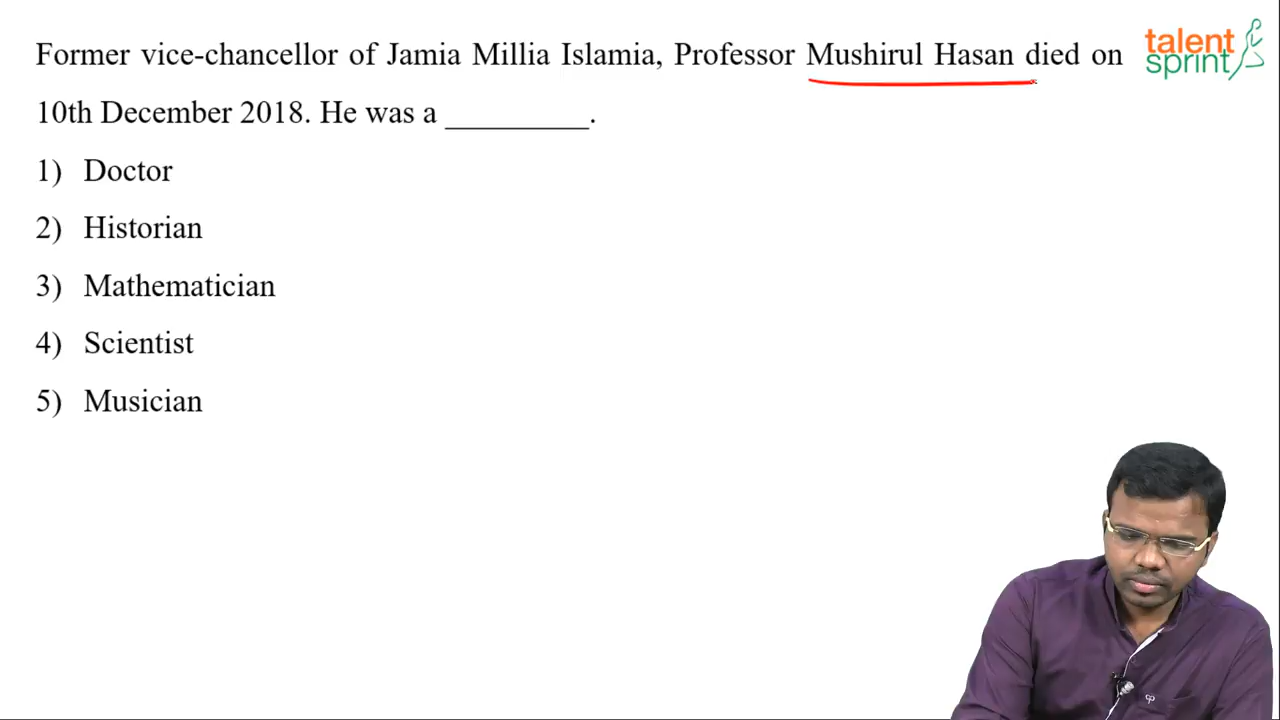 Former vice-chancellor of Jamia Millia Islamia, Professor Mushirul Hasan died on
10th December 2018. He was a _________.
1) Doctor
2) Historian
3) Mathematician
4) Scientist
5) Musician
talent
sprint